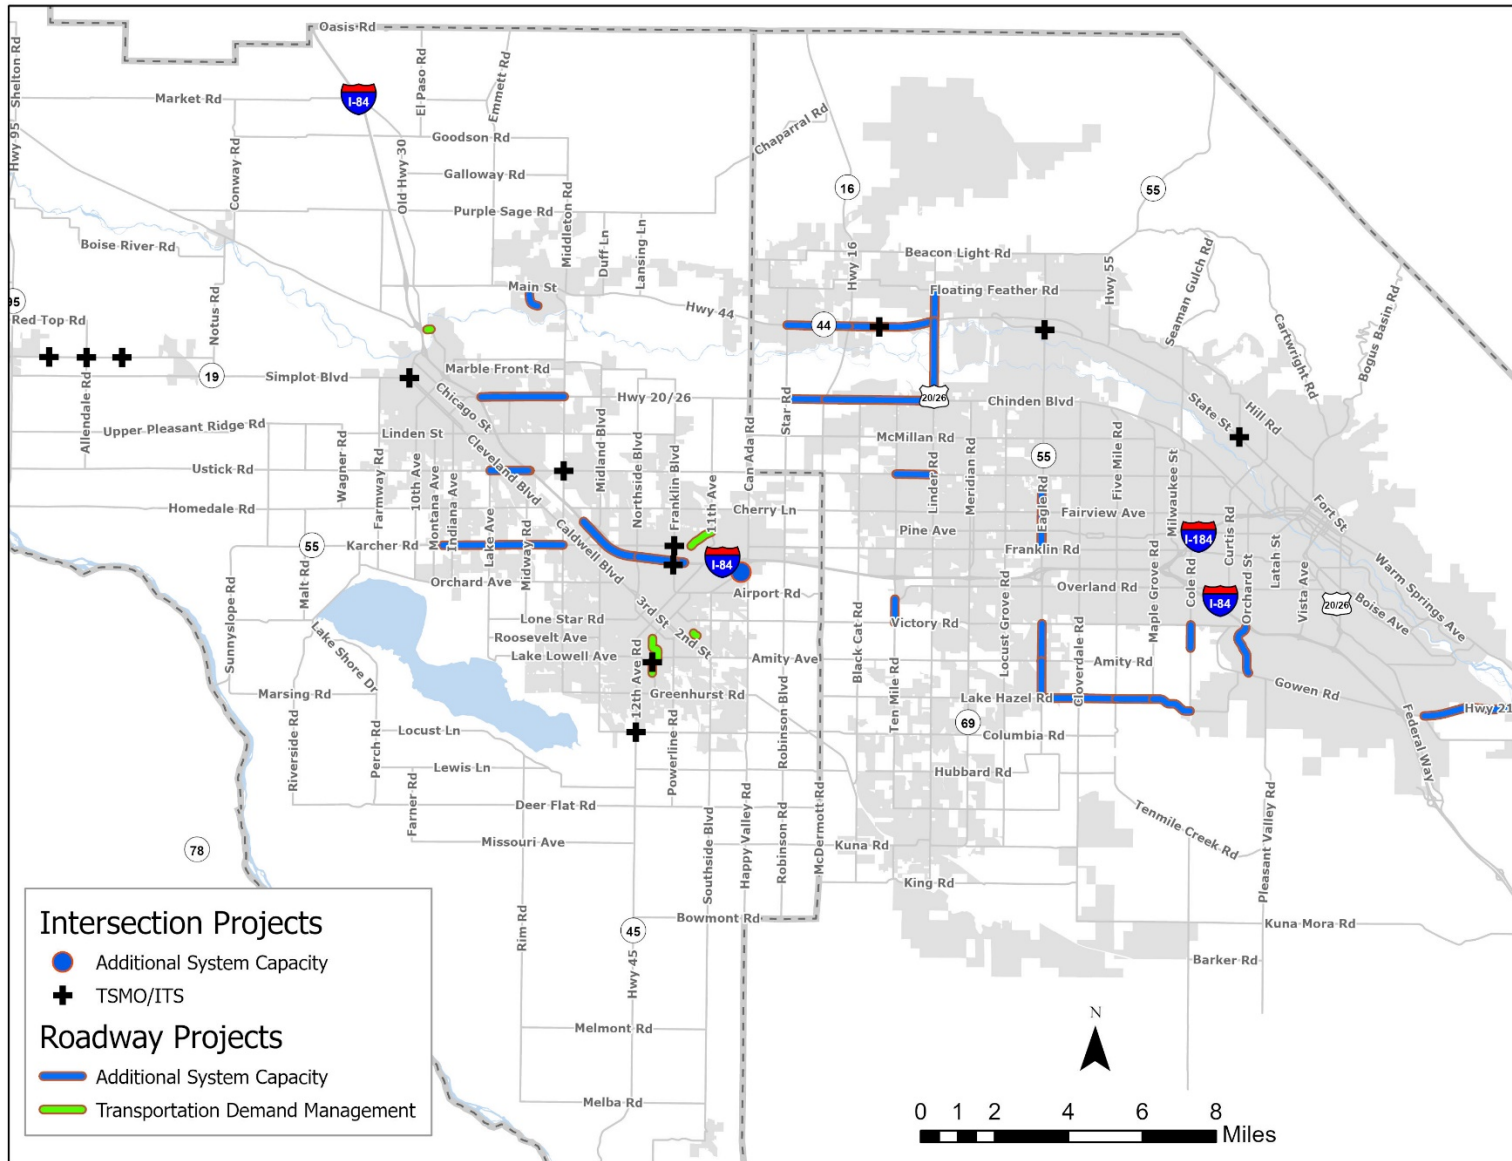 Oasis Rd
Hwy 95
Shelton Rd
I-84
Market Rd
El Paso Rd
Emmett Rd
Conway Rd
Old Hwy 30
Goodson Rd
Chaparral Rd
Galloway Rd
16
55
Purple Sage Rd
Middleton Rd
Duff Ln
Lansing Ln
Boise River Rd
Beacon Light Rd
Hwy 16
Hwy 55
Seaman Gulch Rd
Main St
Floating Feather Rd
95
Notus Rd
Hwy 44
44
Cartwright Rd
Bogus Basin Rd
Red Top Rd
19
Simplot Blvd
Marble Front Rd
Allendale Rd
Chicago St
Hwy 20/26
Star Rd
20/26
Chinden Blvd
State St
Hill Rd
Upper Pleasant Ridge Rd
Linden St
Midland Blvd
Northside Blvd
Franklin Blvd
Can Ada Rd
McMillan Rd
Wagner Rd
Farmway Rd
10th Ave
Cleveland Blvd
11th Ave
Linder Rd
Meridian Rd
55
Five Mile Rd
Milwaukee St
Ustick Rd
Montana Ave
Indiana Ave
Eagle Rd
Fort St
Homedale Rd
Cherry Ln
Fairview Ave
Lake Ave
Midway Rd
Caldwell Blvd
Pine Ave
I-184
Curtis Rd
55
Karcher Rd
I-84
Franklin Rd
Malt Rd
Orchard Ave
Airport Rd
Overland Rd
Maple Grove Rd
Cole Rd
I-84
Orchard St
Latah St
Vista Ave
20/26
Boise Ave
Warm Springs Ave
Sunnyslope Rd
Lake Shore Dr
Lone Star Rd
3rd St
2nd St
Victory Rd
Roosevelt Ave
Locust Grove Rd
Lake Lowell Ave
Amity Ave
Black Cat Rd
Cloverdale Rd
Amity Rd
Marsing Rd
12th Ave Rd
Greenhurst Rd
Robinson Blvd
Ten Mile Rd
Lake Hazel Rd
Gowen Rd
Hwy 21
Riverside Rd
Perch Rd
Locust Ln
Powerline Rd
69
Columbia Rd
Federal Way
Farner Rd
Lewis Ln
Hubbard Rd
Deer Flat Rd
Southside Blvd
Happy Valley Rd
Robinson Rd
McDermott Rd
Tenmile Creek Rd
Pleasant Valley Rd
78
Missouri Ave
Kuna Rd
King Rd
Rim Rd
Bowmont Rd
Kuna Mora Rd
45
Barker Rd
Hwy 45
Melmont Rd
Melba Rd
Intersection Projects
Additional System Capacity
TSMO/ITS
Roadway Projects
Additional System Capacity
Transportation Demand Management
N
0 1 2 4 6 8
Miles